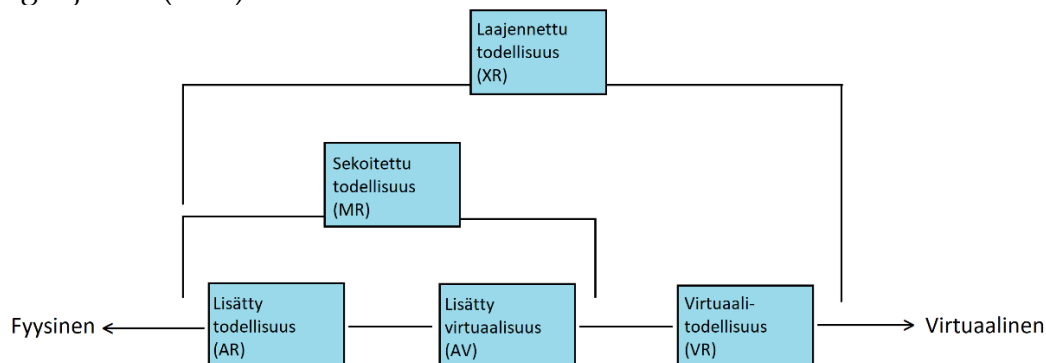 Laajennettu
todellisuus
(XR)
Sekoitettu
todellisuus
(MR)
Lisätty
todellisuus
(AR)
Lisätty
virtuaalisuus
(AV)
Virtuaali-
todellisuus
(VR)
Fyysinen
Virtuaalinen